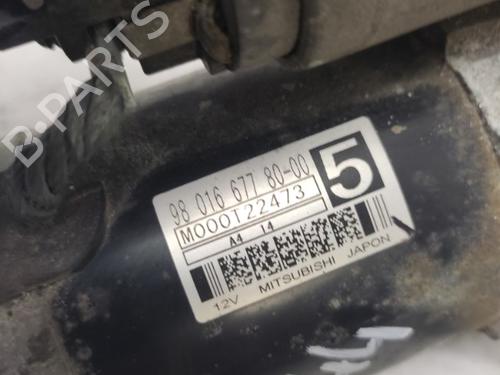 B-PARTS
98 016 677 80-00
5
M000T22473
A4 14
12V MITSUBISHI JAPON